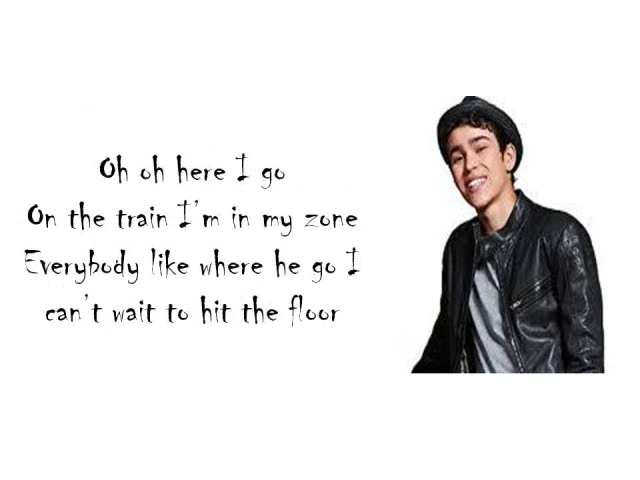 Oh oh here I go
On the train I'm in my zone
Everybody like where he go I
can't wait to hit the floor